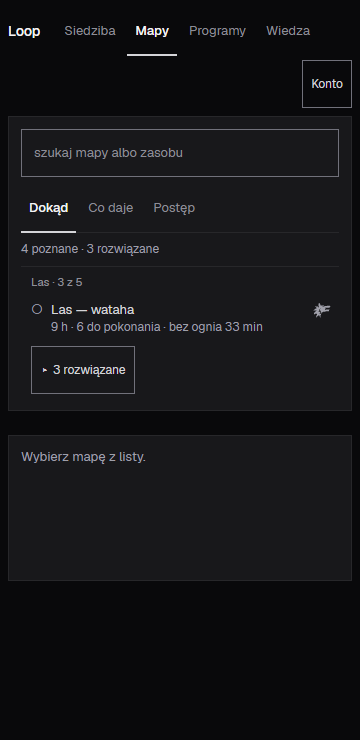 Loop Siedziba Mapy Programy Wiedza
Konto
szukaj mapy albo zasobu
Dokąd Co daje Postęp
4 poznane · 3 rozwiązane
Las · 3 z 5
Las — wataha
9 h · 6 do pokonania · bez ognia 33 min
▸ 3 rozwiązane
Wybierz mapę z listy.